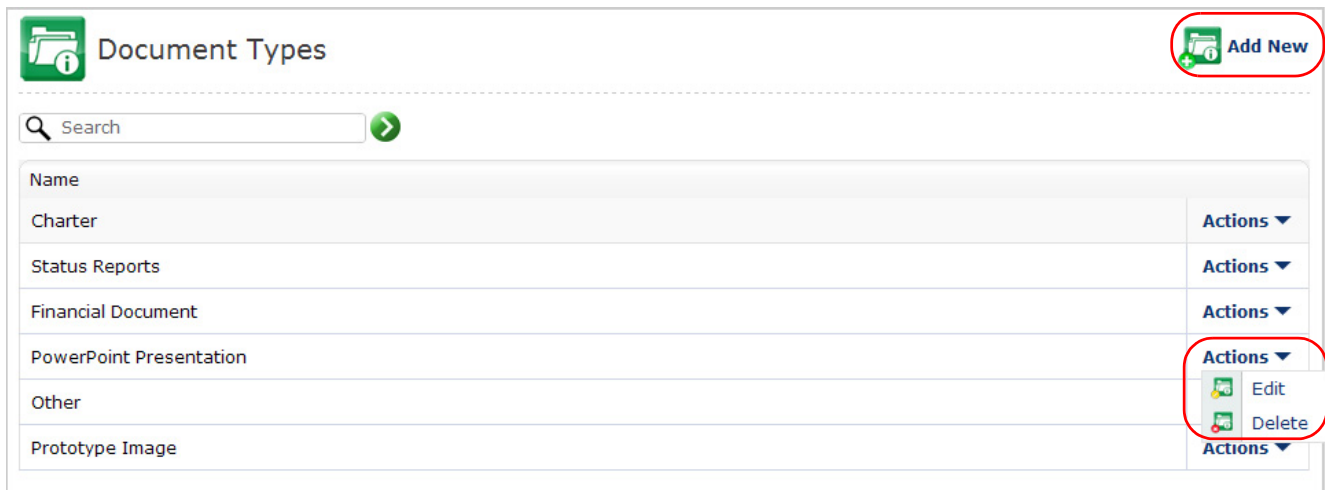 Document Types
Add New
Search
Name
Charter Actions
Status Reports Actions
Financial Document Actions
PowerPoint Presentation Actions
Edit
Other
Delete
Prototype Image Actions